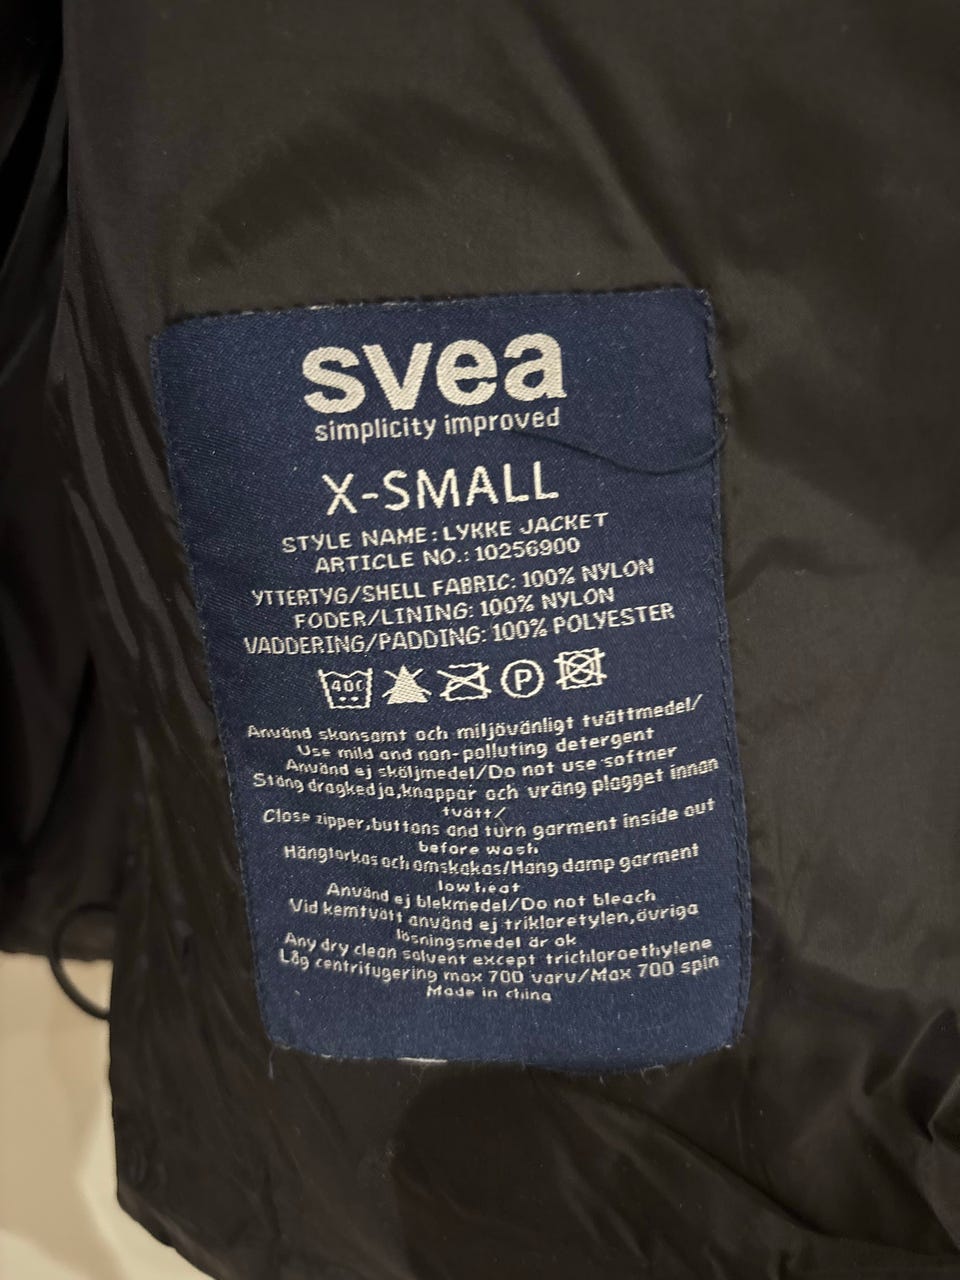 svea
simplicity improved
X-SMALL
STYLE NAME: LYKKE JACKET
ARTICLE NO.: 10256900
YTTERTYG/SHELL FABRIC: 100% NYLON
FODER/LINING: 100% NYLON
VADDERING/PADDING: 100% POLYESTER
40C P
Använd skonsamt och miljövänligt tvättmedel/
Use mild and non-polluting detergent
Använd ej sköljmedel/Do not use softner
Stäng dragkedja,knappar och vräng plagget innan
tvätt/
Close zipper,buttons and turn garment inside out
before wash
Hängtorkas och omskakas/Hang damp garment
low heat
Använd ej blekmedel/Do not bleach
Vid kemtvätt använd ej trikloretylen,övriga
lösningsmedel är ok
Any dry clean solvent except trichloroethylene
Låg centrifugering max 700 varv/Max 700 spin
Made in china